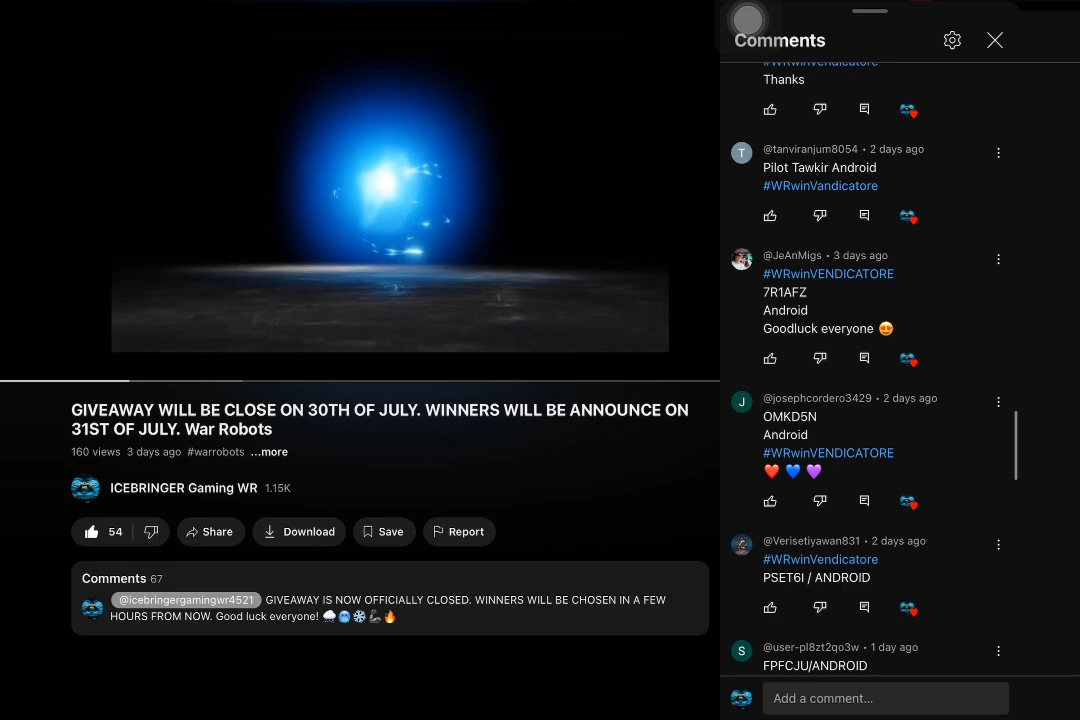 GIVEAWAY WILL BE CLOSE ON 30TH OF JULY. WINNERS WILL BE ANNOUNCE ON
31ST OF JULY. War Robots
160 views 3 days ago #warrobots ...more
ICEBRINGER Gaming WR 1.15K
54 Share Download Save Report
Comments 67
@icebringergamingwr4521 GIVEAWAY IS NOW OFFICIALLY CLOSED. WINNERS WILL BE CHOSEN IN A FEW
HOURS FROM NOW. Good luck everyone! 🌨🥶❄️🦾🔥
Comments
#WRwinVendicatore
Thanks
T
@tanviranjum8054 • 2 days ago
Pilot Tawkir Android
#WRwinVandicatore
@JeAnMigs • 3 days ago
#WRwinVENDICATORE
7R1AFZ
Android
Goodluck everyone 😍
J
@josephcordero3429 • 2 days ago
OMKD5N
Android
#WRwinVENDICATORE
❤️ 💙 💜
@Verisetiyawan831 • 2 days ago
#WRwinVendicatore
PSET6I / ANDROID
S
@user-pl8zt2qo3w • 1 day ago
FPFCJU/ANDROID
Add a comment...